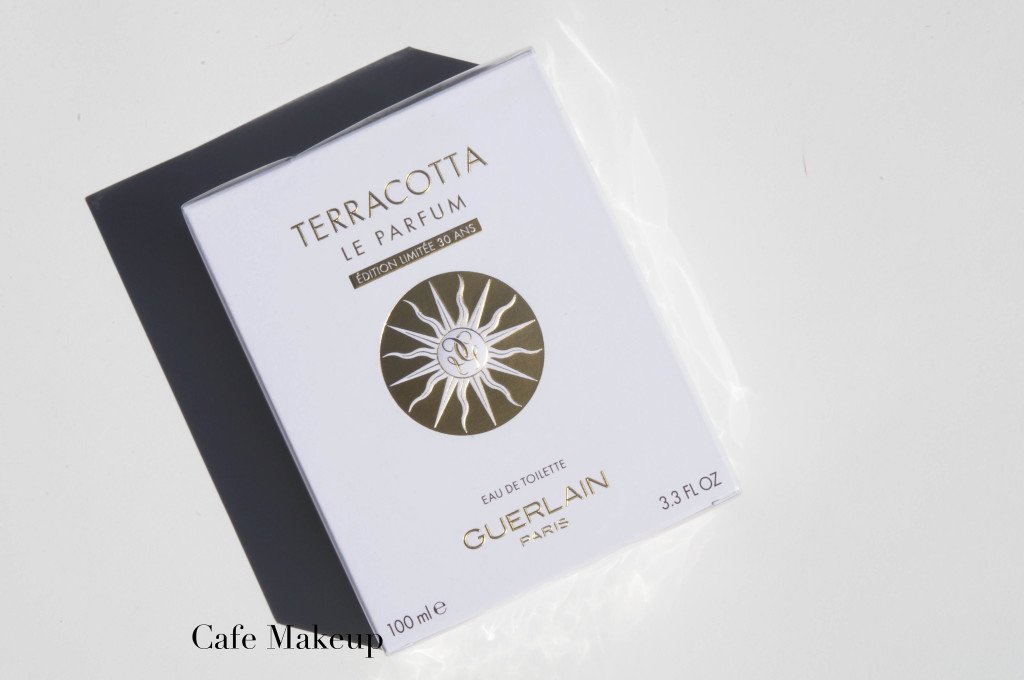 TERRACOTTA
LE PARFUM
ÉDITION LIMITÉE 30 ANS
EAU DE TOILETTE
GUERLAIN
PARIS
3.3 FL OZ
100 ml e
Cafe Makeup